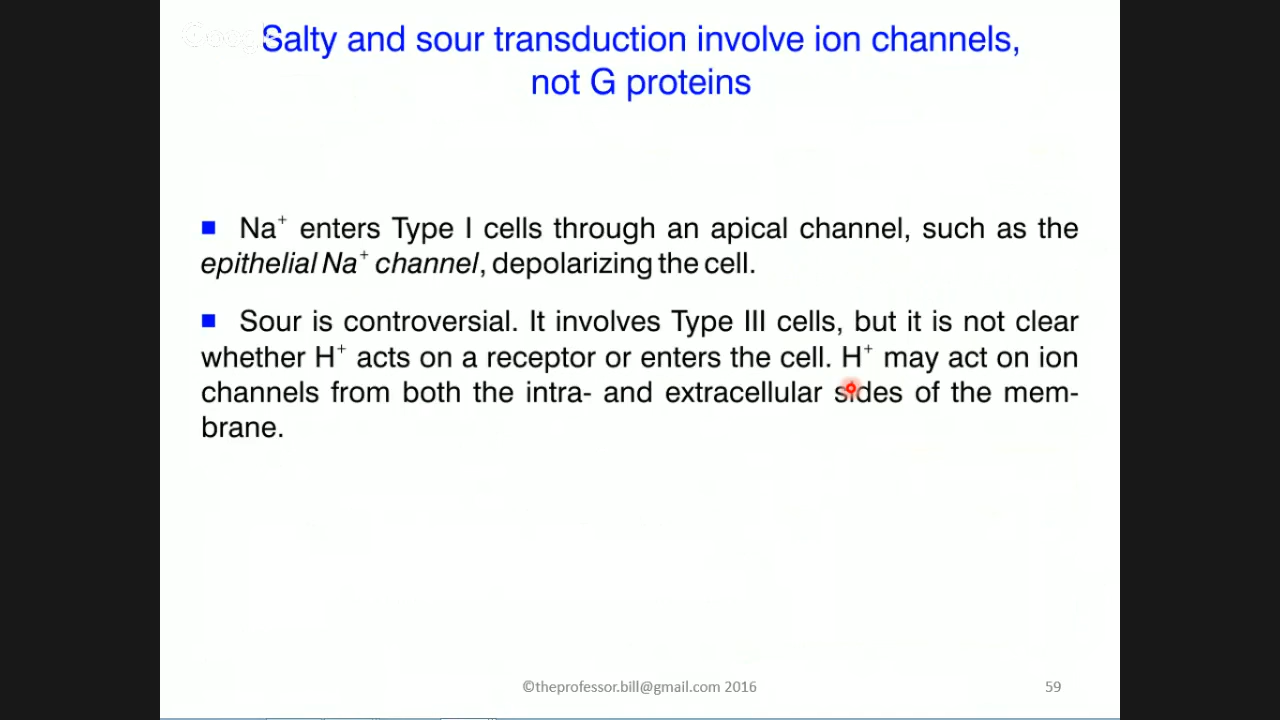 Google
Salty and sour transduction involve ion channels,
not G proteins
■ Na⁺ enters Type I cells through an apical channel, such as the
epithelial Na⁺ channel, depolarizing the cell.
■ Sour is controversial. It involves Type III cells, but it is not clear
whether H⁺ acts on a receptor or enters the cell. H⁺ may act on ion
channels from both the intra- and extracellular sides of the mem-
brane.
©theprofessor.bill@gmail.com 2016
59